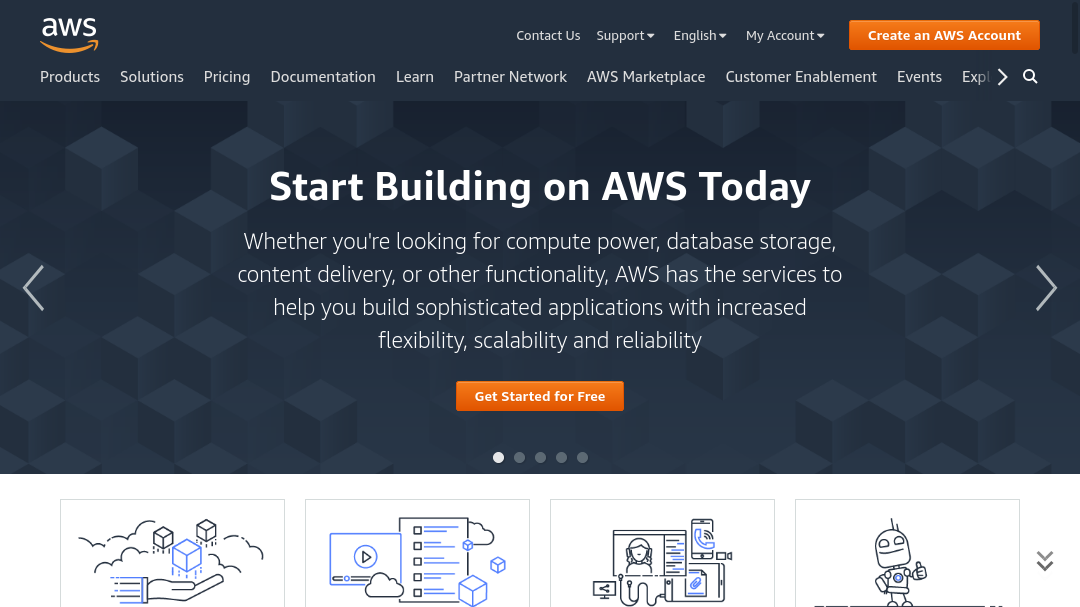 aws
Contact Us Support English My Account Create an AWS Account
Products Solutions Pricing Documentation Learn Partner Network AWS Marketplace Customer Enablement Events Expl
Start Building on AWS Today
Whether you're looking for compute power, database storage,
content delivery, or other functionality, AWS has the services to
help you build sophisticated applications with increased
flexibility, scalability and reliability
Get Started for Free